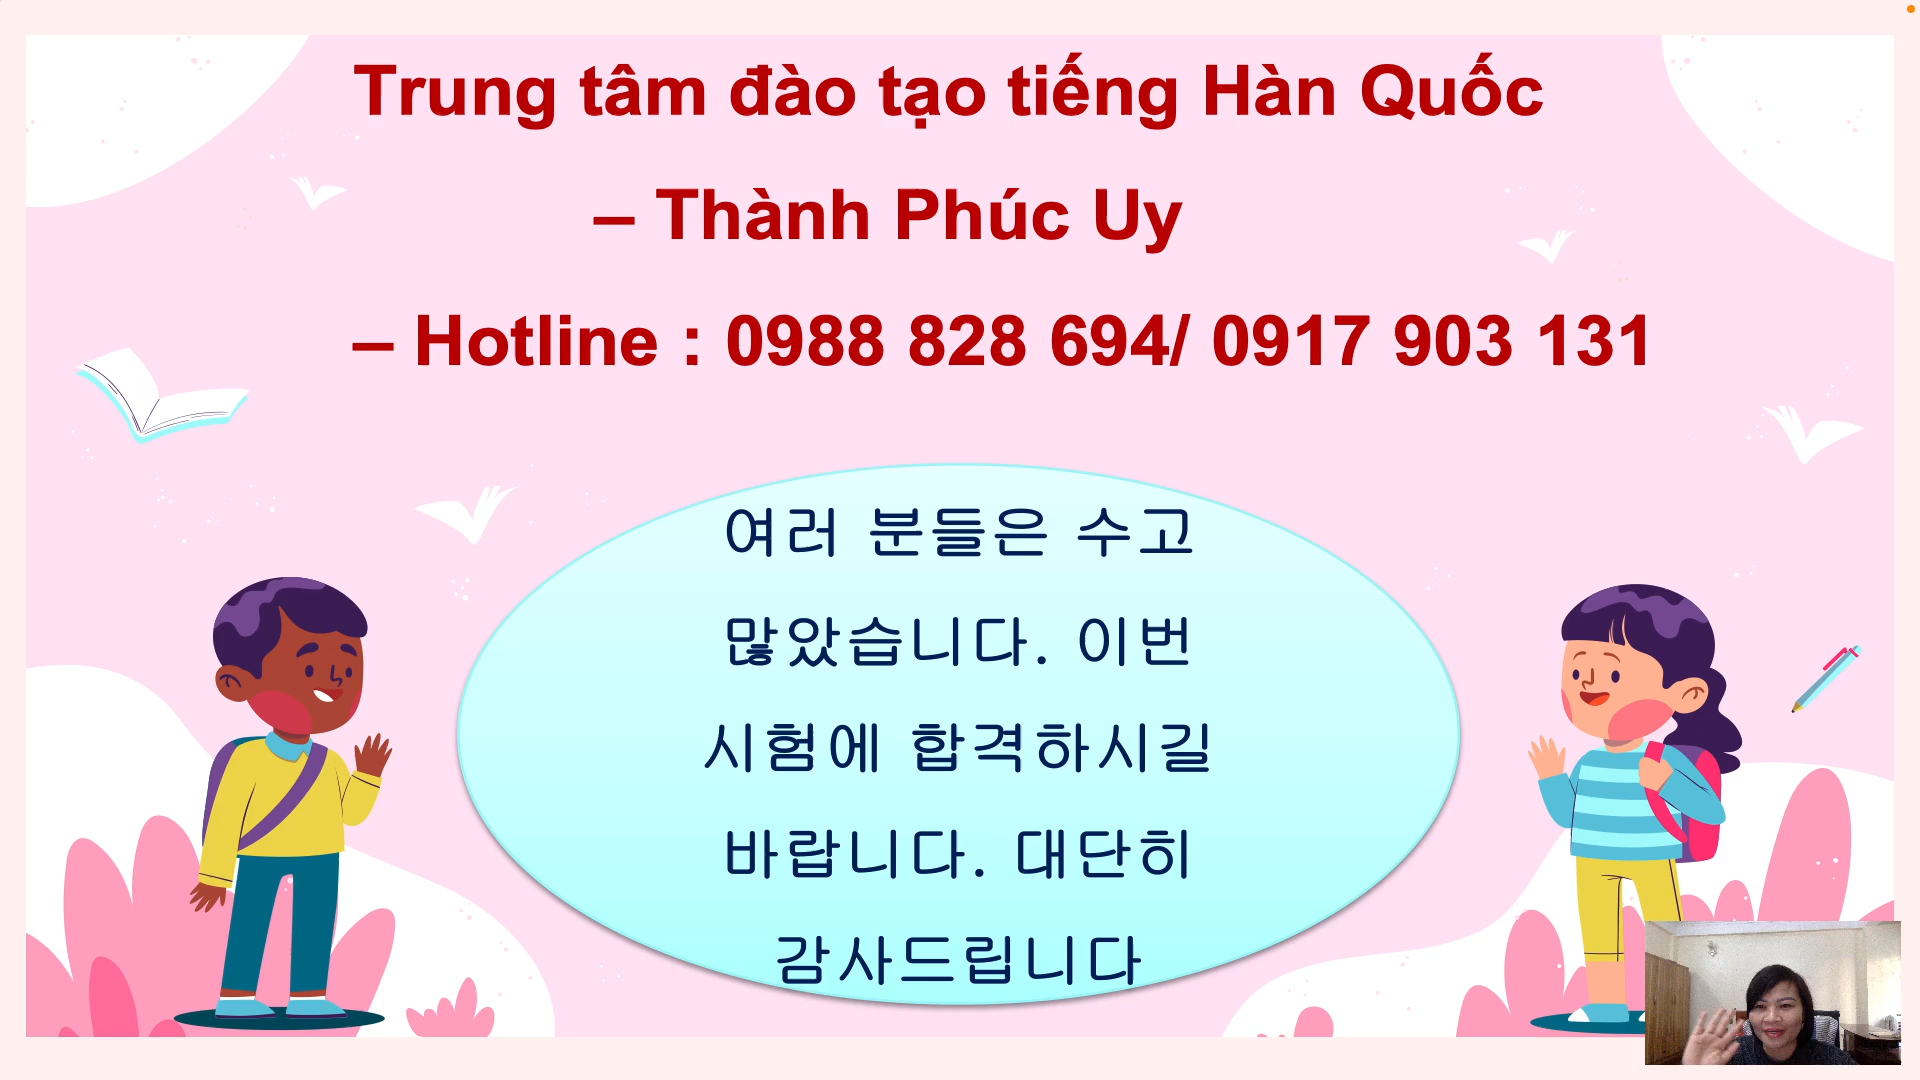 Trung tâm đào tạo tiếng Hàn Quốc
– Thành Phúc Uy
– Hotline : 0988 828 694/ 0917 903 131
여러 분들은 수고
많았습니다. 이번
시험에 합격하시길
바랍니다. 대단히
감사드립니다